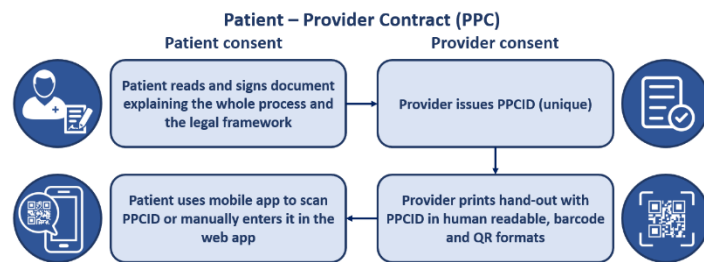 Patient – Provider Contract (PPC)
Patient consent
Provider consent
Patient reads and signs document
explaining the whole process and
the legal framework
Provider issues PPCID (unique)
Patient uses mobile app to scan
PPCID or manually enters it in the
web app
Provider prints hand-out with
PPCID in human readable, barcode
and QR formats